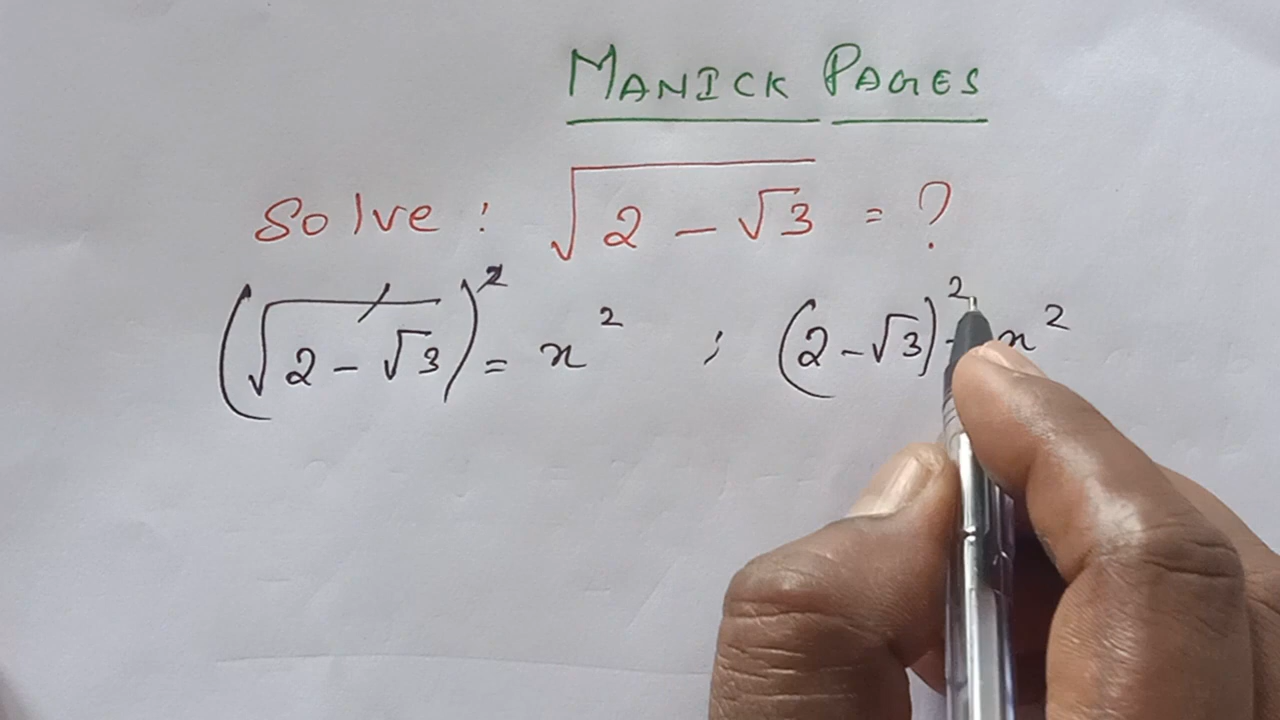 MANICK PAGES
Solve : √(2 - √3) = ?
(√(2 - √3))² = x² ; (2 - √3)² = x²